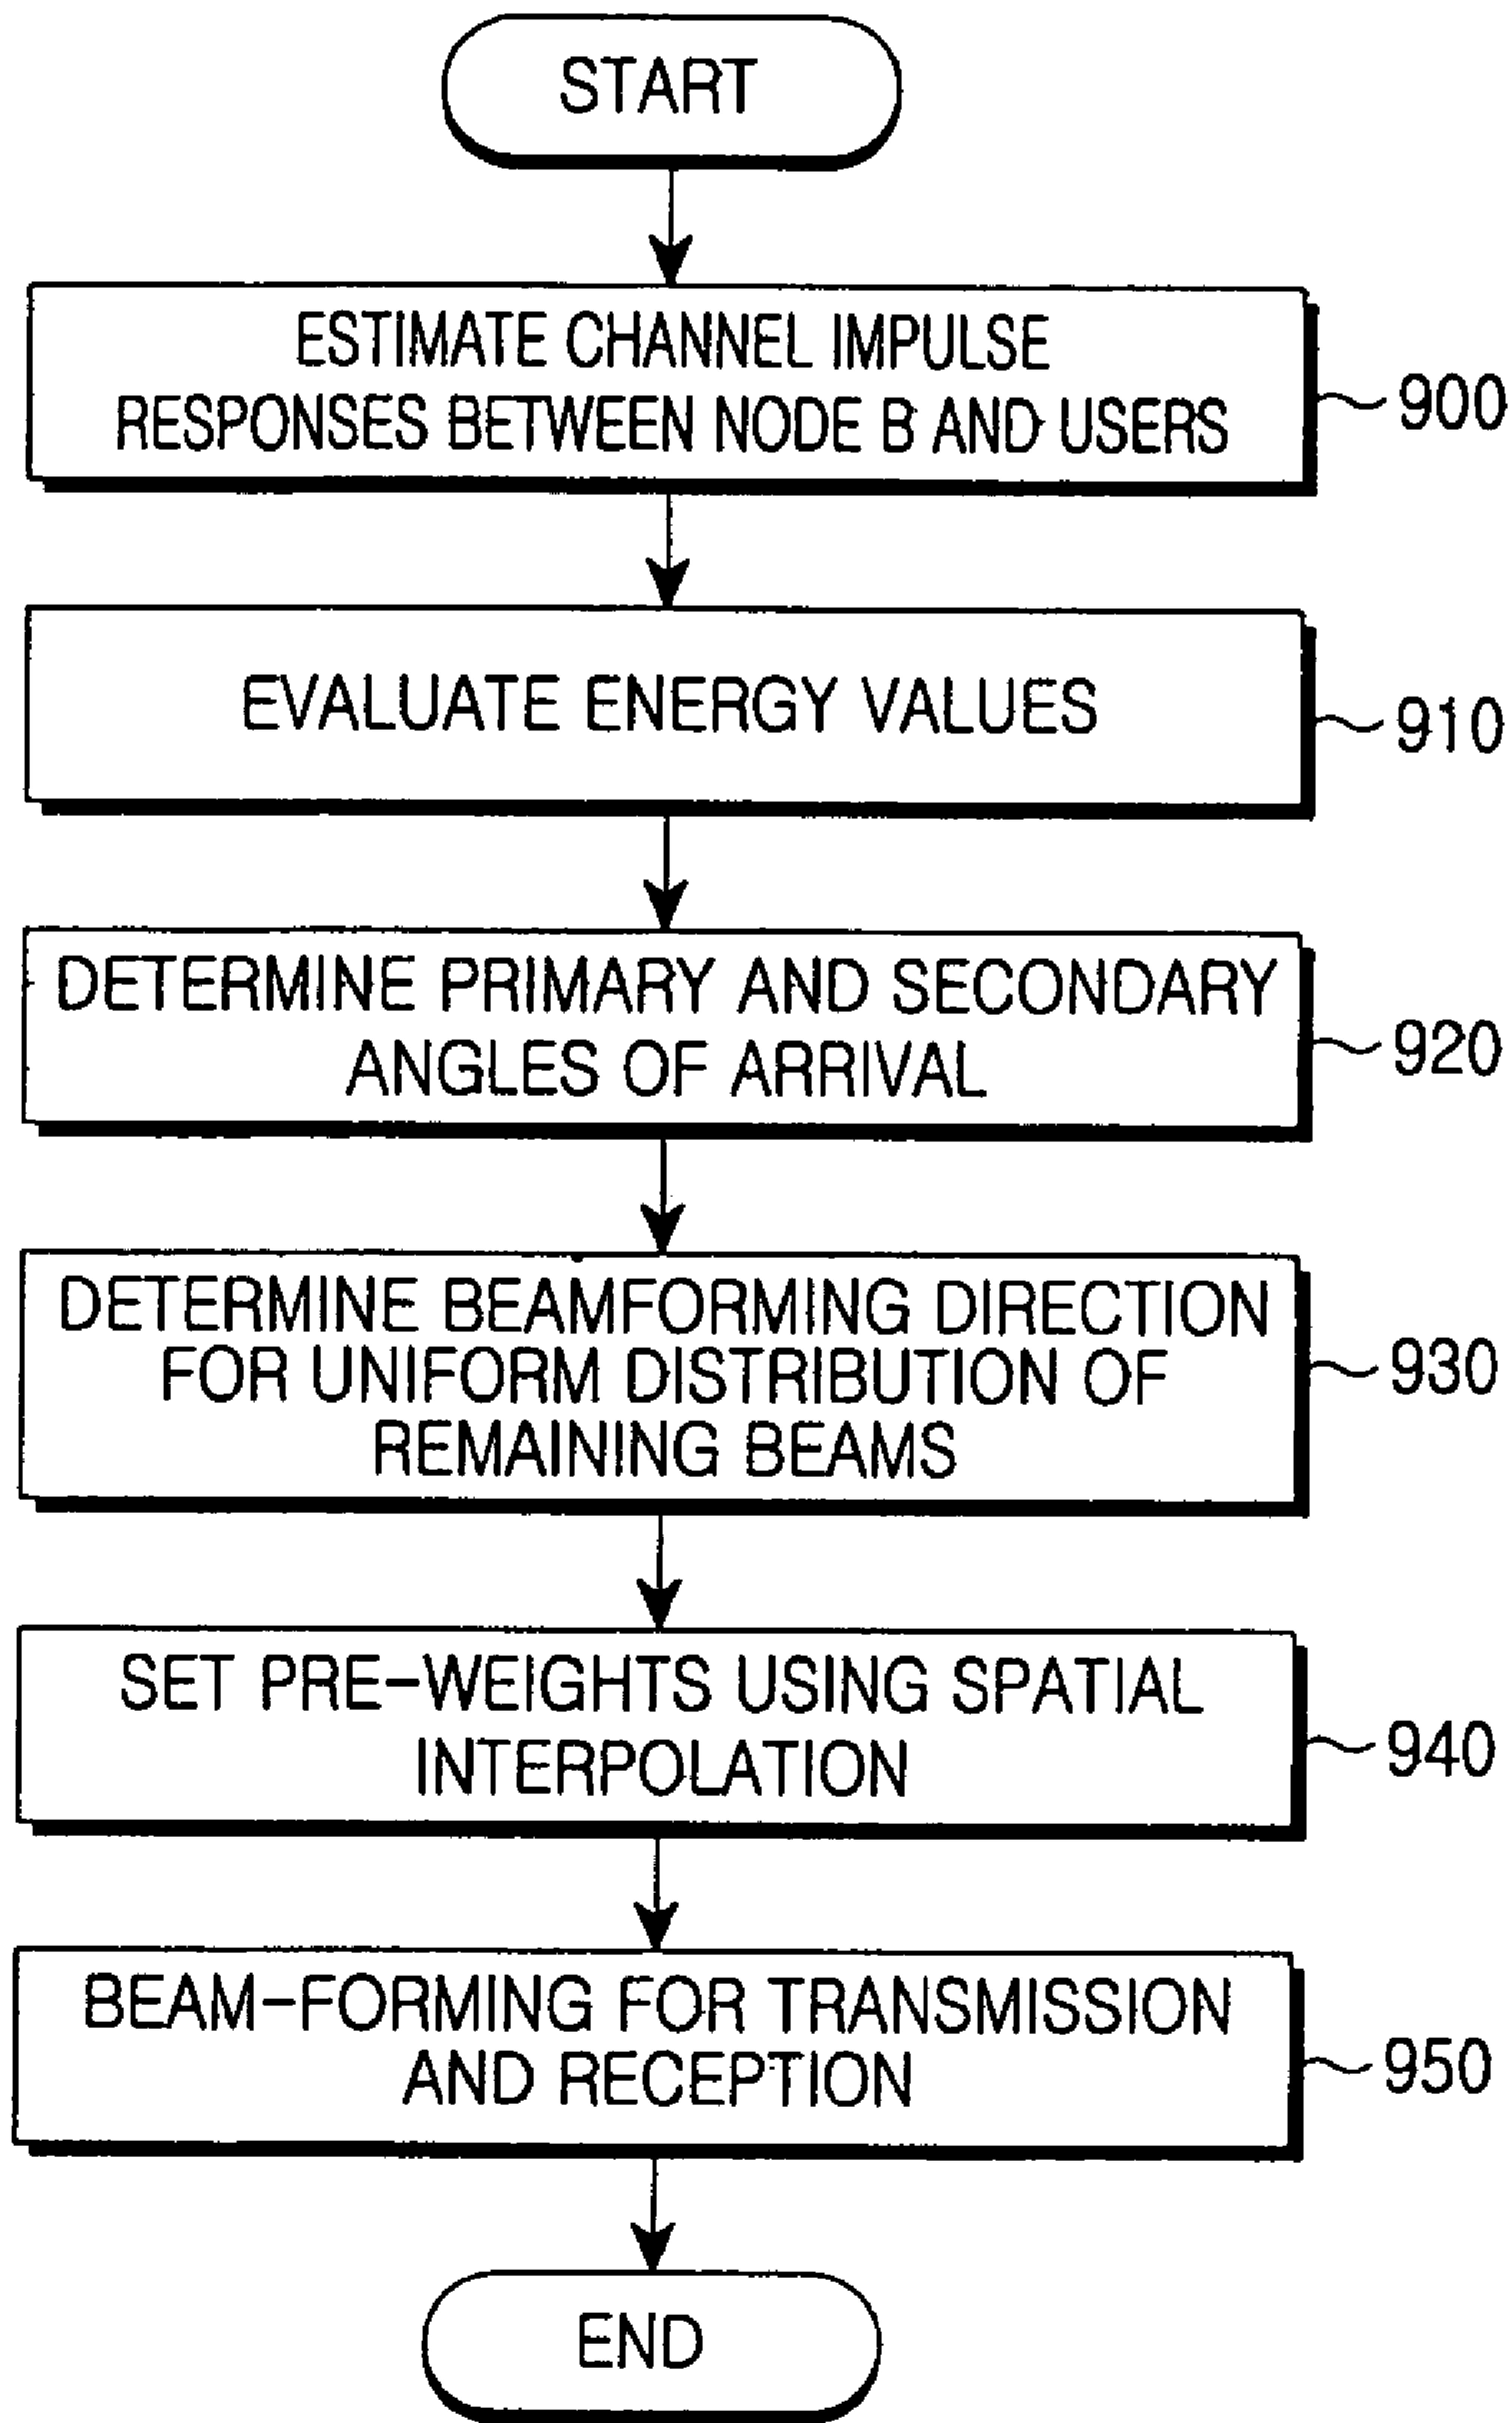 START
ESTIMATE CHANNEL IMPULSE
RESPONSES BETWEEN NODE B AND USERS
900
EVALUATE ENERGY VALUES
910
DETERMINE PRIMARY AND SECONDARY
ANGLES OF ARRIVAL
920
DETERMINE BEAMFORMING DIRECTION
FOR UNIFORM DISTRIBUTION OF
REMAINING BEAMS
930
SET PRE-WEIGHTS USING SPATIAL
INTERPOLATION
940
BEAM-FORMING FOR TRANSMISSION
AND RECEPTION
950
END